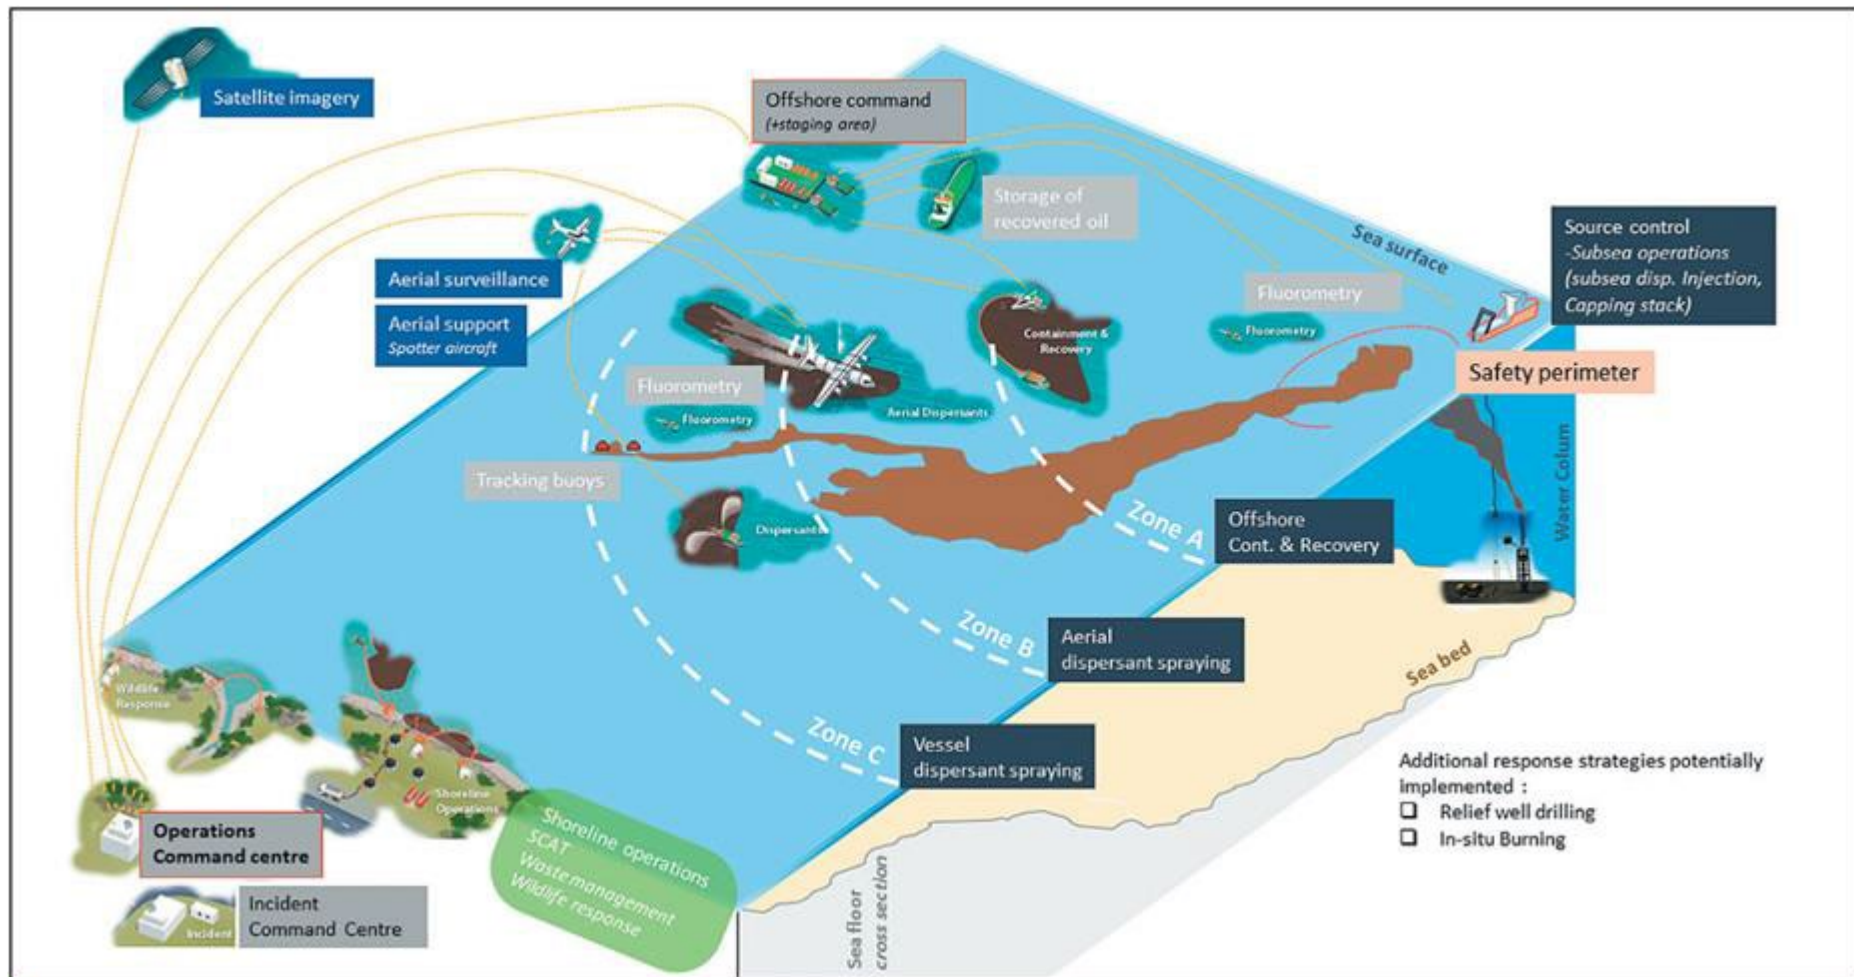 Satellite imagery
Offshore command
(+staging area)
Storage of
recovered oil
Sea surface
Source control
-Subsea operations
(subsea disp. Injection,
Capping stack)
Aerial surveillance
Aerial support
Spotter aircraft
Fluorometry
Fluorometry
Containment &
Recovery
Safety perimeter
Fluorometry
Fluorometry
Aerial Dispersants
Tracking buoys
Dispersants
Water Colum
Zone A
Offshore
Cont. & Recovery
Zone B
Aerial
dispersant spraying
Sea bed
Zone C
Vessel
dispersant spraying
Wildlife
Response
Shoreline
Operations
Operations
Command centre
Shoreline operations
SCAT
Waste management
Wildlife response
Incident
Incident
Command Centre
Sea floor
cross section
Additional response strategies potentially
implemented :
Relief well drilling
In-situ Burning